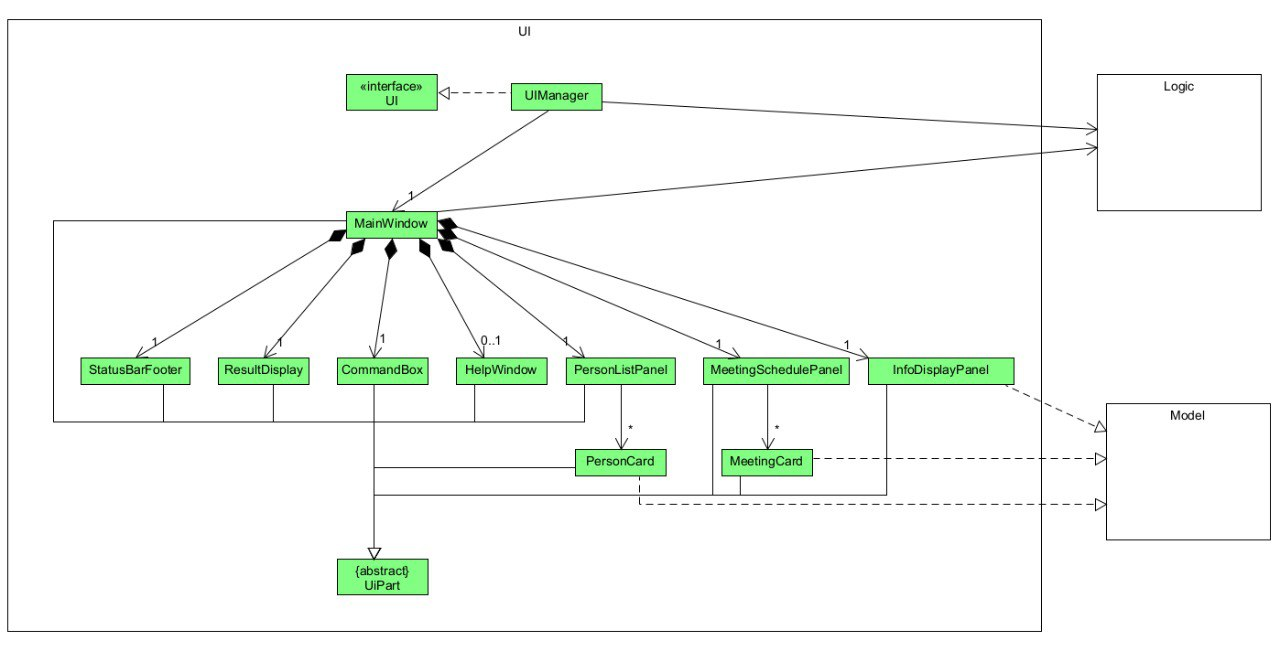 UI
«interface»
UI
UIManager
Logic
1
MainWindow
1
1
1
0..1
1
1
1
StatusBarFooter
ResultDisplay
CommandBox
HelpWindow
PersonListPanel
MeetingSchedulePanel
InfoDisplayPanel
Model
*
*
PersonCard
MeetingCard
{abstract}
UiPart